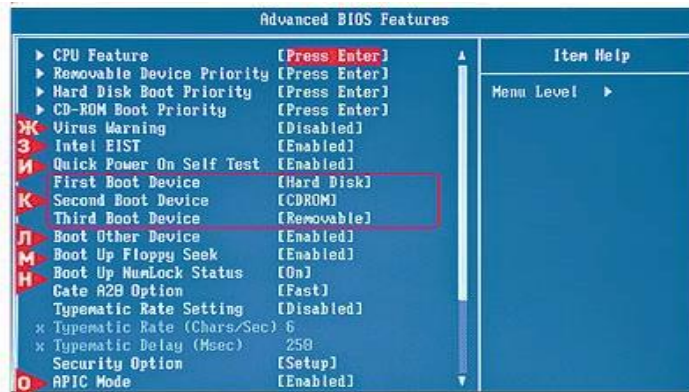 Advanced BIOS Features
▶ CPU Feature [Press Enter]
▶ Removable Device Priority [Press Enter]
▶ Hard Disk Boot Priority [Press Enter]
▶ CD-ROM Boot Priority [Press Enter]
Ж Virus Warning [Disabled]
З Intel EIST [Enabled]
И Quick Power On Self Test [Enabled]
First Boot Device [Hard Disk]
К Second Boot Device [CDROM]
Third Boot Device [Removable]
Л Boot Other Device [Enabled]
М Boot Up Floppy Seek [Enabled]
Н Boot Up NumLock Status [On]
Gate A20 Option [Fast]
Typematic Rate Setting [Disabled]
x Typematic Rate (Chars/Sec) 6
x Typematic Delay (Msec) 250
Security Option [Setup]
О APIC Mode [Enabled]
Item Help
Menu Level ▶